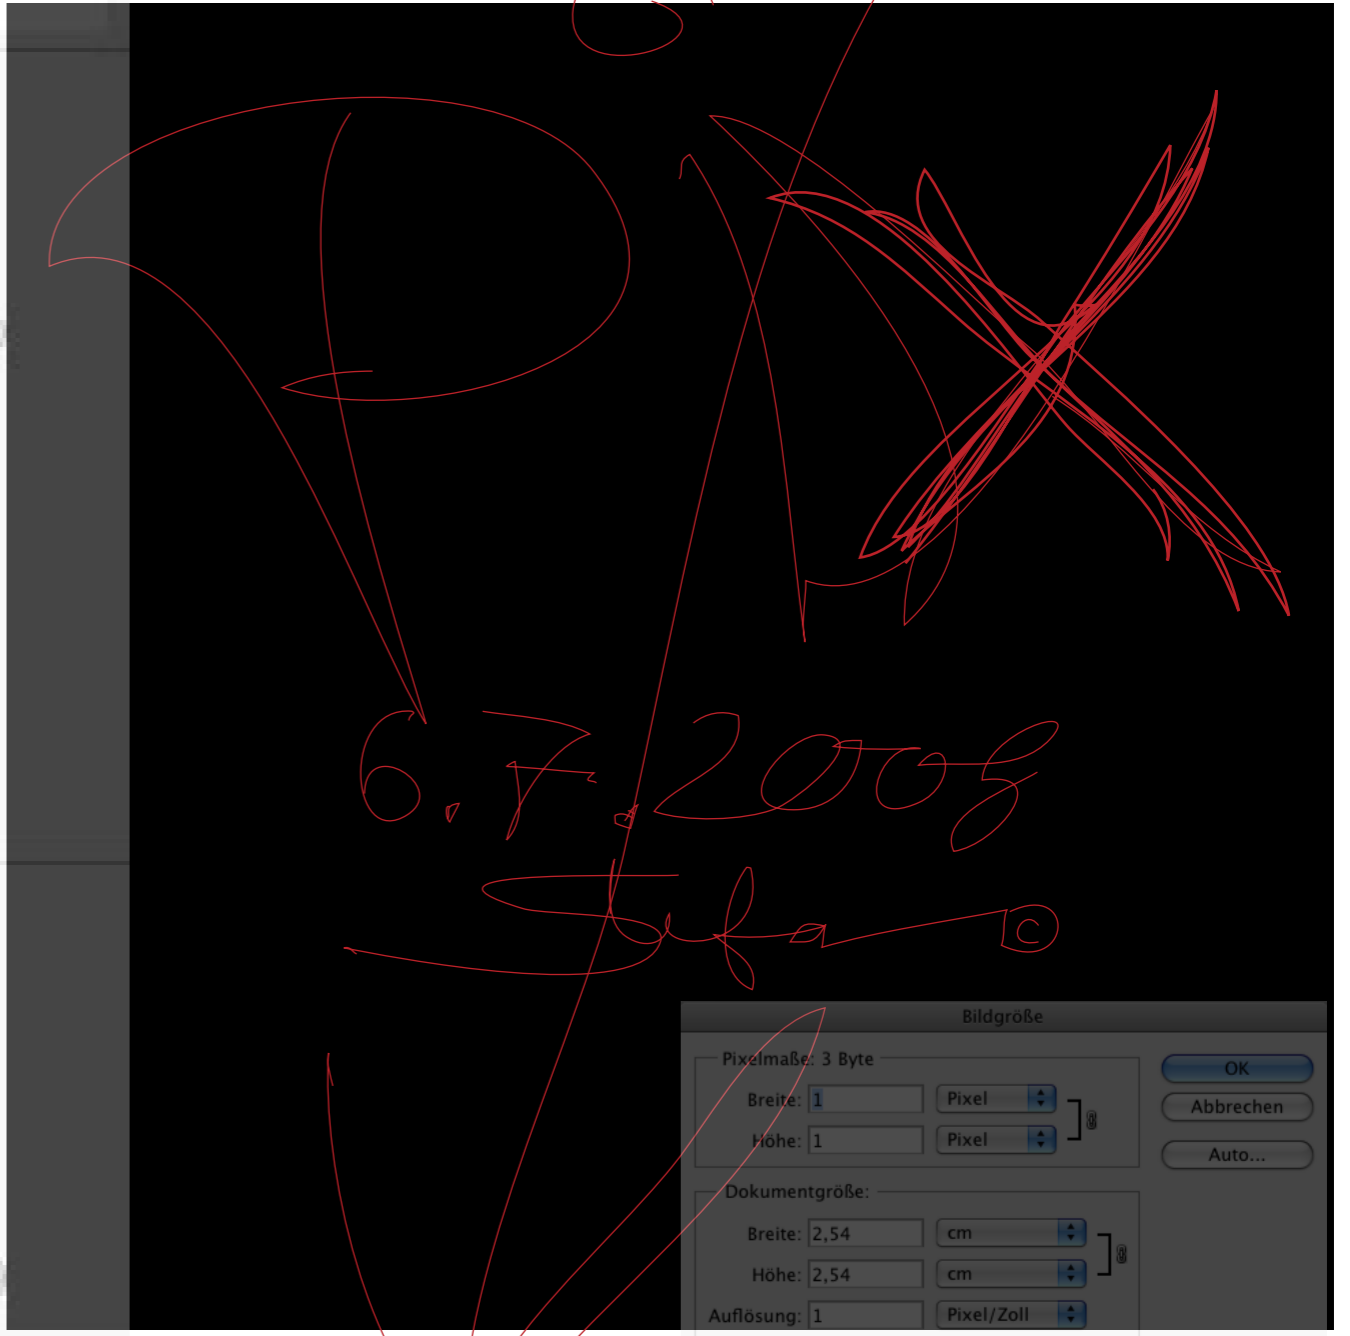 P X
6.7.2008
Stefan ©
Bildgröße
Pixelmaße: 3 Byte
Breite: 1 Pixel
Höhe: 1 Pixel
OK
Abbrechen
Auto...
Dokumentgröße:
Breite: 2,54 cm
Höhe: 2,54 cm
Auflösung: 1 Pixel/Zoll